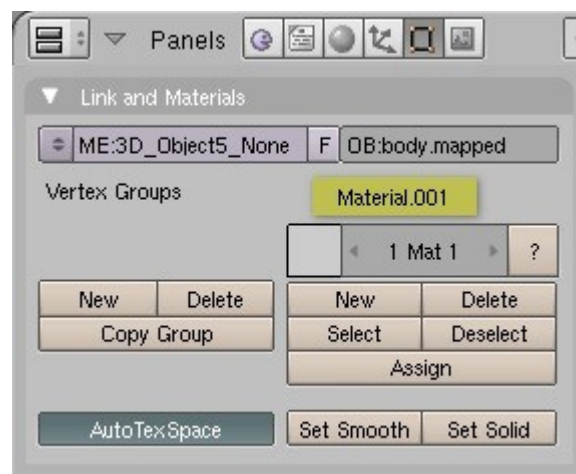 Panels
Link and Materials
ME:3D_Object5_None F OB:body.mapped
Vertex Groups Material.001
1 Mat 1 ?
New Delete New Delete
Copy Group Select Deselect
Assign
AutoTexSpace Set Smooth Set Solid